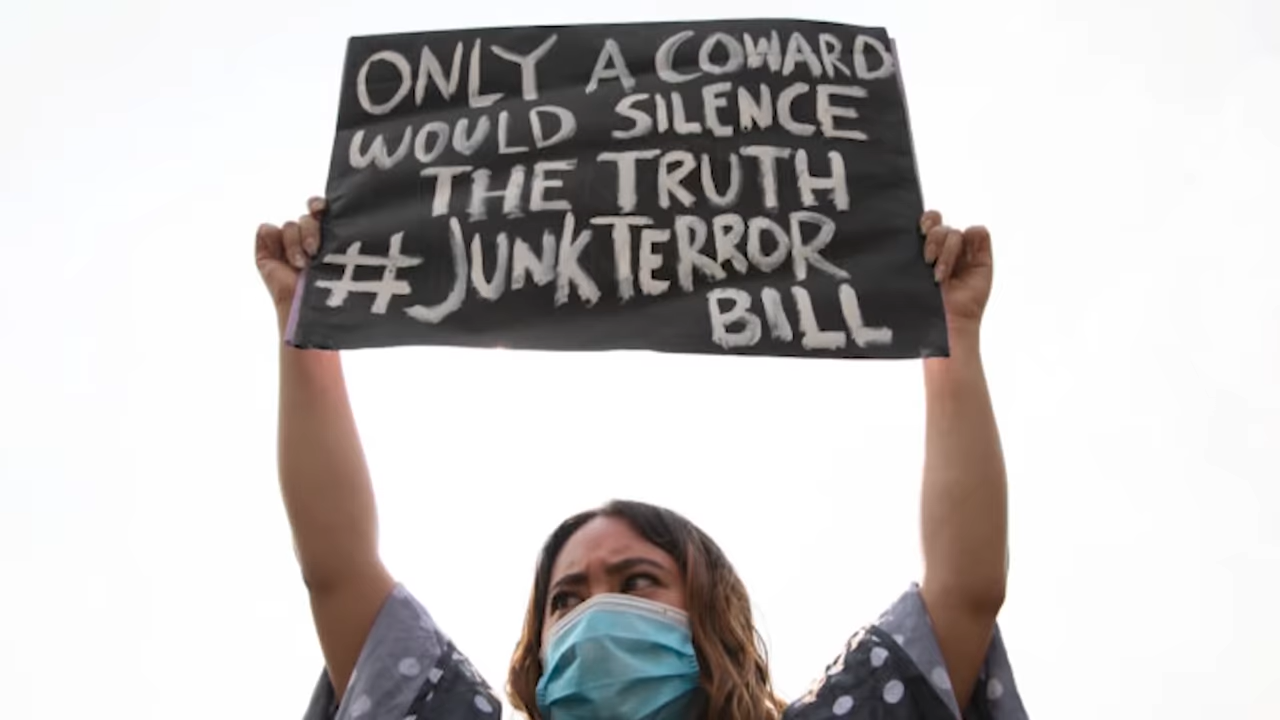 ONLY A COWARD
WOULD SILENCE
THE TRUTH
#JUNKTERROR
BILL